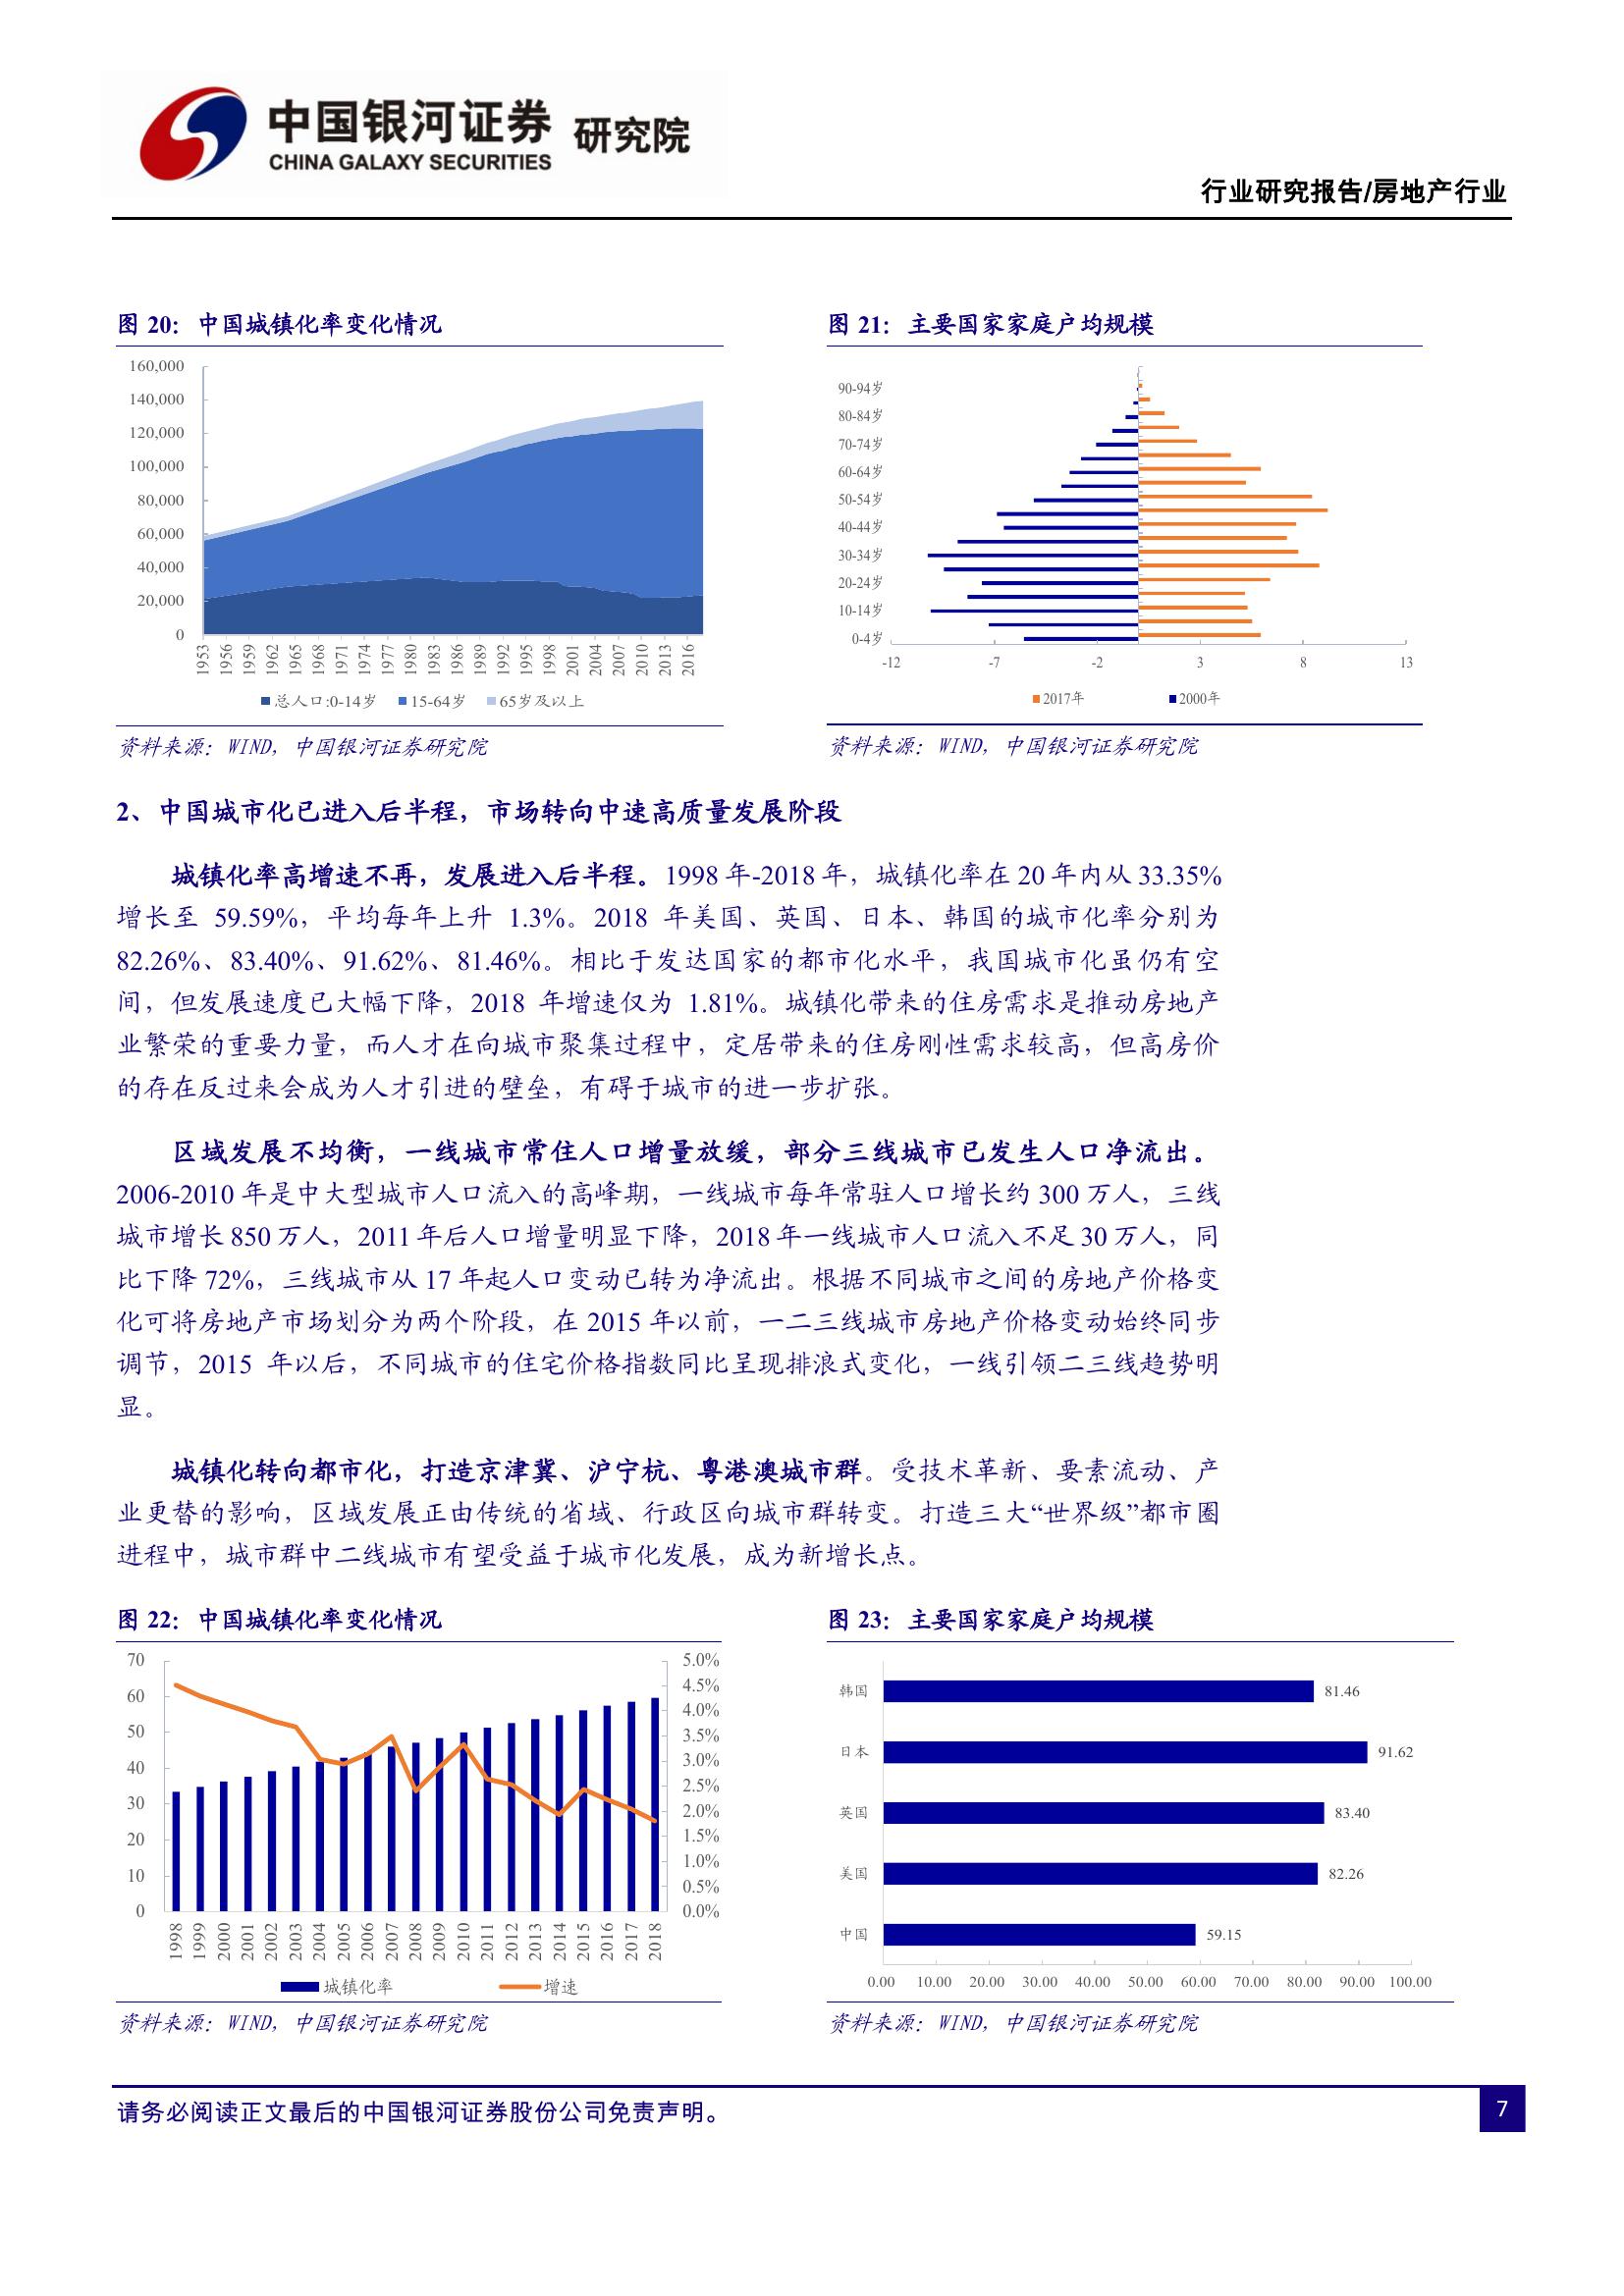 中国银河证券 研究院
CHINA GALAXY SECURITIES
行业研究报告/房地产行业
图 20：中国城镇化率变化情况
160,000
140,000
120,000
100,000
80,000
60,000
40,000
20,000
0
1953 1956 1959 1962 1965 1968 1971 1974 1977 1980 1983 1986 1989 1992 1995 1998 2001 2004 2007 2010 2013 2016
总人口:0-14岁 15-64岁 65岁及以上
资料来源：WIND，中国银河证券研究院
图 21：主要国家家庭户均规模
90-94岁
80-84岁
70-74岁
60-64岁
50-54岁
40-44岁
30-34岁
20-24岁
10-14岁
0-4岁
-12 -7 -2 3 8 13
2017年 2000年
资料来源：WIND，中国银河证券研究院
2、中国城市化已进入后半程，市场转向中速高质量发展阶段
城镇化率高增速不再，发展进入后半程。1998 年-2018 年，城镇化率在 20 年内从 33.35%
增长至 59.59%，平均每年上升 1.3%。2018 年美国、英国、日本、韩国的城市化率分别为
82.26%、83.40%、91.62%、81.46%。相比于发达国家的都市化水平，我国城市化虽仍有空
间，但发展速度已大幅下降，2018 年增速仅为 1.81%。城镇化带来的住房需求是推动房地产
业繁荣的重要力量，而人才在向城市聚集过程中，定居带来的住房刚性需求较高，但高房价
的存在反过来会成为人才引进的壁垒，有碍于城市的进一步扩张。
区域发展不均衡，一线城市常住人口增量放缓，部分三线城市已发生人口净流出。
2006-2010 年是中大型城市人口流入的高峰期，一线城市每年常驻人口增长约 300 万人，三线
城市增长 850 万人，2011 年后人口增量明显下降，2018 年一线城市人口流入不足 30 万人，同
比下降 72%，三线城市从 17 年起人口变动已转为净流出。根据不同城市之间的房地产价格变
化可将房地产市场划分为两个阶段，在 2015 年以前，一二三线城市房地产价格变动始终同步
调节，2015 年以后，不同城市的住宅价格指数同比呈现排浪式变化，一线引领二三线趋势明
显。
城镇化转向都市化，打造京津冀、沪宁杭、粤港澳城市群。受技术革新、要素流动、产
业更替的影响，区域发展正由传统的省域、行政区向城市群转变。打造三大“世界级”都市圈
进程中，城市群中二线城市有望受益于城市化发展，成为新增长点。
图 22：中国城镇化率变化情况
70
60
50
40
30
20
10
0
5.0%
4.5%
4.0%
3.5%
3.0%
2.5%
2.0%
1.5%
1.0%
0.5%
0.0%
1998 1999 2000 2001 2002 2003 2004 2005 2006 2007 2008 2009 2010 2011 2012 2013 2014 2015 2016 2017 2018
城镇化率 增速
资料来源：WIND，中国银河证券研究院
图 23：主要国家家庭户均规模
韩国 81.46
日本 91.62
英国 83.40
美国 82.26
中国 59.15
0.00 10.00 20.00 30.00 40.00 50.00 60.00 70.00 80.00 90.00 100.00
资料来源：WIND，中国银河证券研究院
请务必阅读正文最后的中国银河证券股份公司免责声明。
7